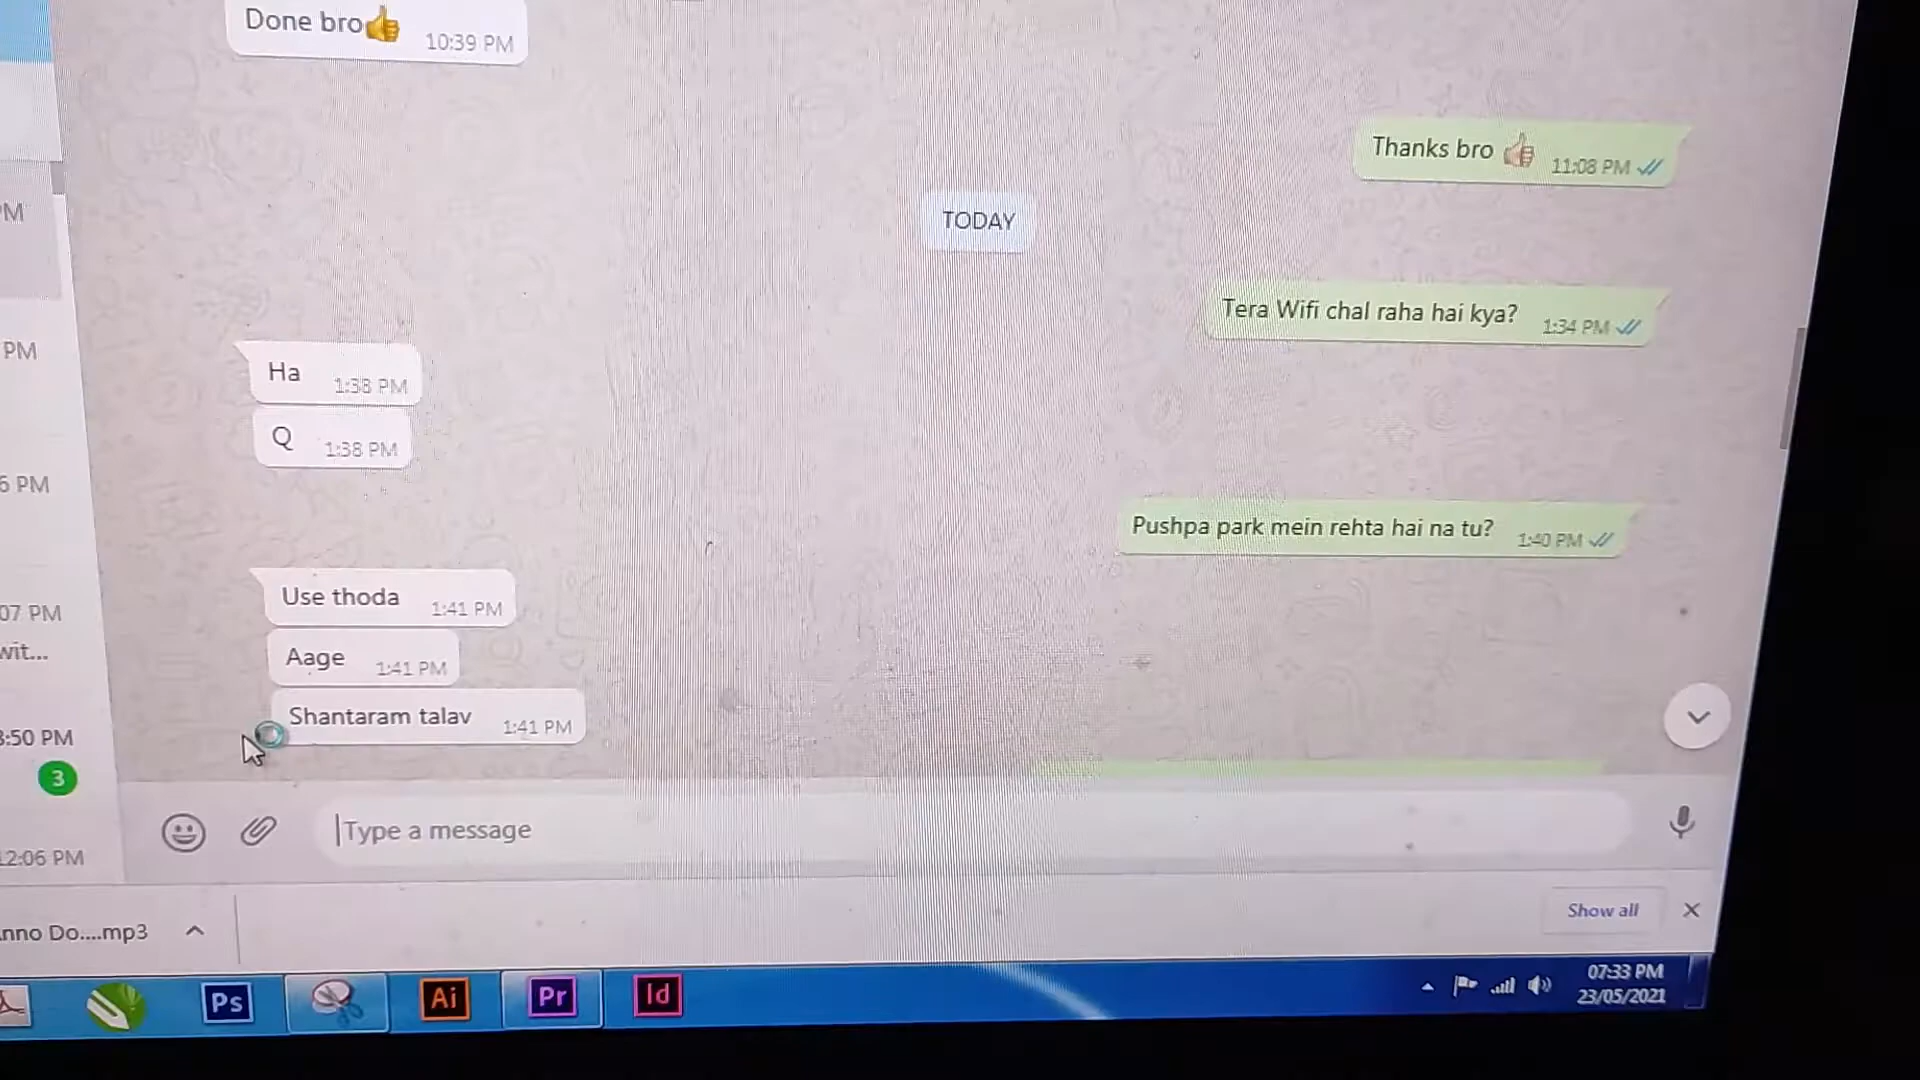 Done bro👍 10:39 PM
Thanks bro 👍 11:08 PM
TODAY
Tera Wifi chal raha hai kya? 1:34 PM
Ha 1:38 PM
Q 1:38 PM
Pushpa park mein rehta hai na tu? 1:40 PM
Use thoda 1:41 PM
Aage 1:41 PM
Shantaram talav 1:41 PM
PM
PM
PM
07 PM
wit...
3:50 PM
3
12:06 PM
Type a message
nno Do....mp3
Show all
Ps
Ai
Pr
Id
07:33 PM
23/05/2021